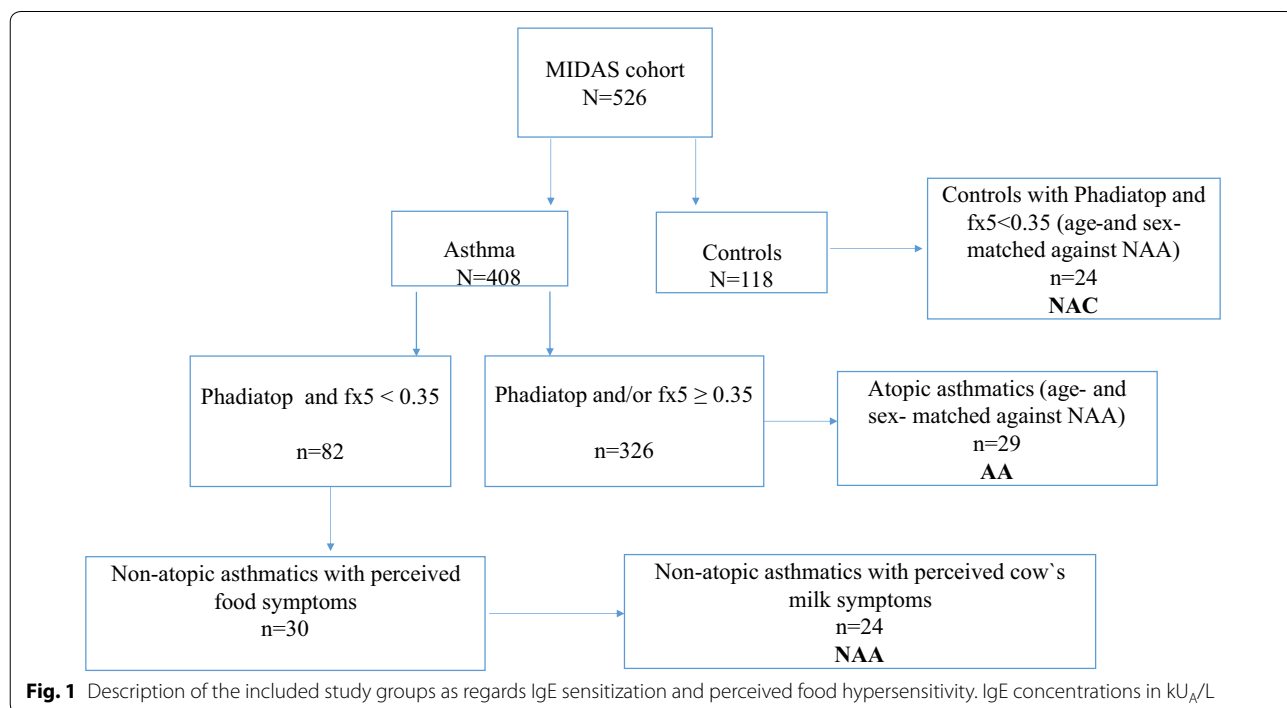 MIDAS cohort
N=526
Asthma
N=408
Controls
N=118
Controls with Phadiatop and
fx5<0.35 (age-and sex-
matched against NAA)
n=24
NAC
Phadiatop and fx5 < 0.35
n=82
Phadiatop and/or fx5 ≥ 0.35
n=326
Atopic asthmatics (age- and
sex- matched against NAA)
n=29
AA
Non-atopic asthmatics with perceived
food symptoms
n=30
Non-atopic asthmatics with perceived cow`s
milk symptoms
n=24
NAA
Fig. 1 Description of the included study groups as regards IgE sensitization and perceived food hypersensitivity. IgE concentrations in kU_A/L